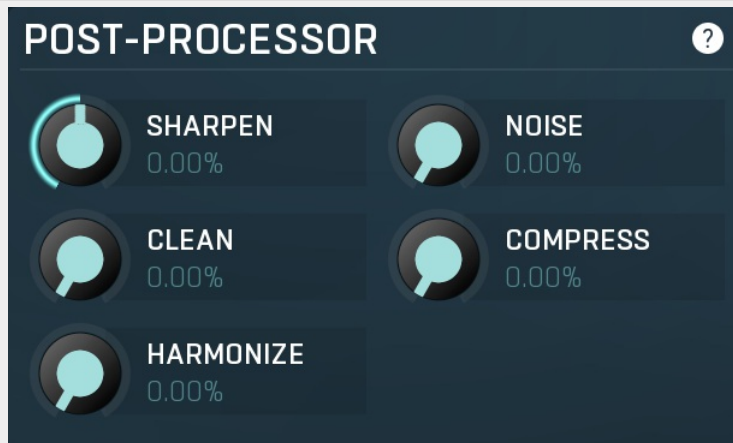 POST-PROCESSOR
?
SHARPEN
0.00%
NOISE
0.00%
CLEAN
0.00%
COMPRESS
0.00%
HARMONIZE
0.00%